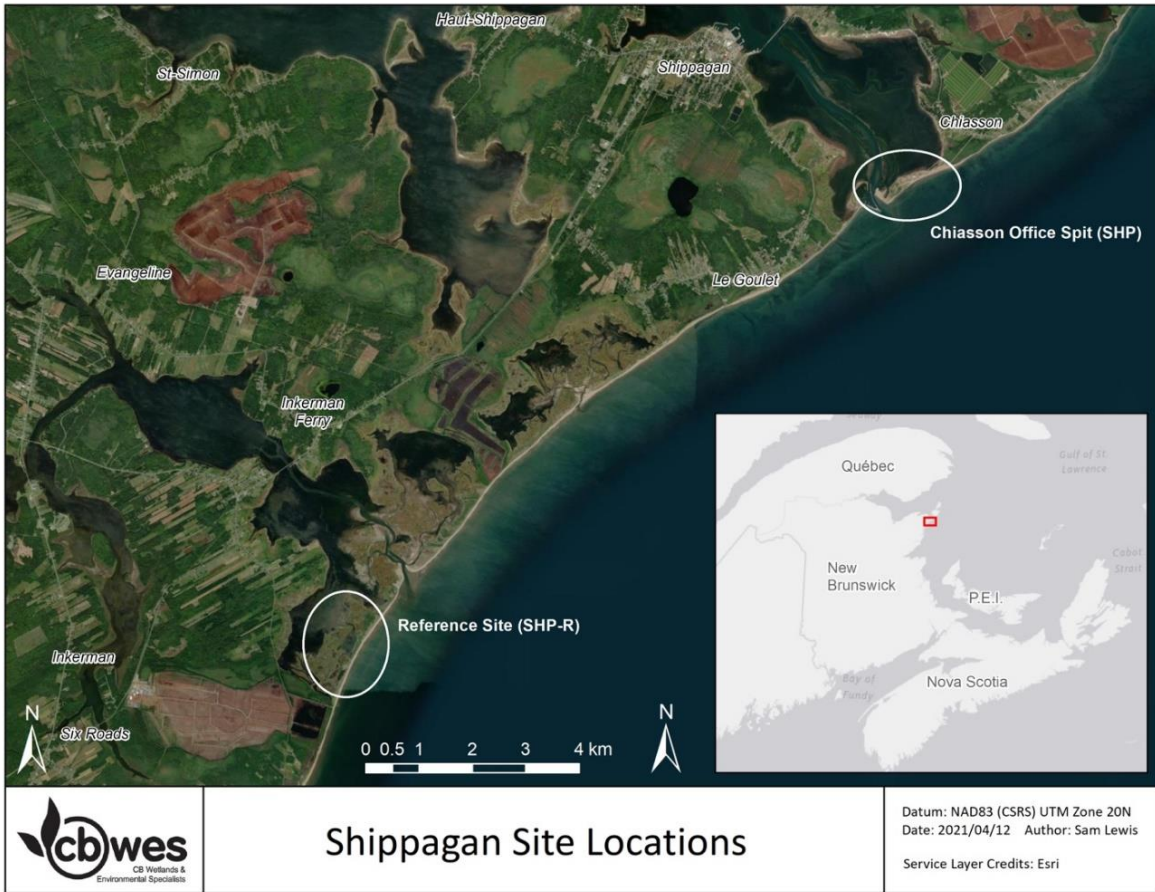 Haut-Shippagan
St-Simon
Shippagan
Chiasson
Chiasson Office Spit (SHP)
Evangeline
Le Goulet
Inkerman
Ferry
Reference Site (SHP-R)
Inkerman
Six Roads
N
0 0.5 1 2 3 4 km
N
Québec
Gulf of St.
Lawrence
New
Brunswick
P.E.I.
Cabot
Strait
Bay of
Fundy
Nova Scotia
cbwes
CB Wetlands &
Environmental Specialists
Shippagan Site Locations
Datum: NAD83 (CSRS) UTM Zone 20N
Date: 2021/04/12 Author: Sam Lewis
Service Layer Credits: Esri